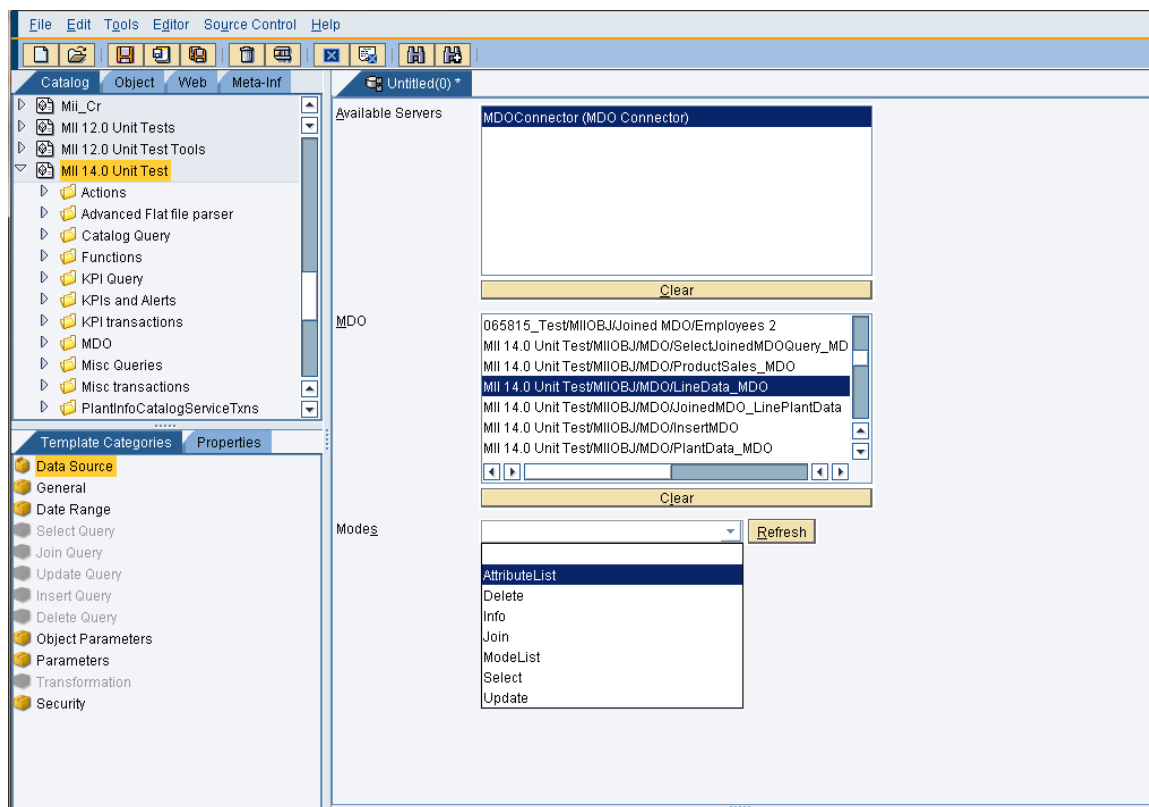 File Edit Tools Editor Source Control Help
Catalog Object Web Meta-Inf
Mii_Cr
MII 12.0 Unit Tests
MII 12.0 Unit Test Tools
MII 14.0 Unit Test
Actions
Advanced Flat file parser
Catalog Query
Functions
KPI Query
KPIs and Alerts
KPI transactions
MDO
Misc Queries
Misc transactions
PlantInfoCatalogServiceTxns
Template Categories Properties
Data Source
General
Date Range
Select Query
Join Query
Update Query
Insert Query
Delete Query
Object Parameters
Parameters
Transformation
Security
Untitled(0) *
Available Servers
MDOConnector (MDO Connector)
Clear
MDO
065815_Test/MIIOBJ/Joined MDO/Employees 2
MII 14.0 Unit Test/MIIOBJ/MDO/SelectJoinedMDOQuery_MD
MII 14.0 Unit Test/MIIOBJ/MDO/ProductSales_MDO
MII 14.0 Unit Test/MIIOBJ/MDO/LineData_MDO
MII 14.0 Unit Test/MIIOBJ/MDO/JoinedMDO_LinePlantData
MII 14.0 Unit Test/MIIOBJ/MDO/InsertMDO
MII 14.0 Unit Test/MIIOBJ/MDO/PlantData_MDO
Clear
Modes
Refresh
AttributeList
Delete
Info
Join
ModeList
Select
Update